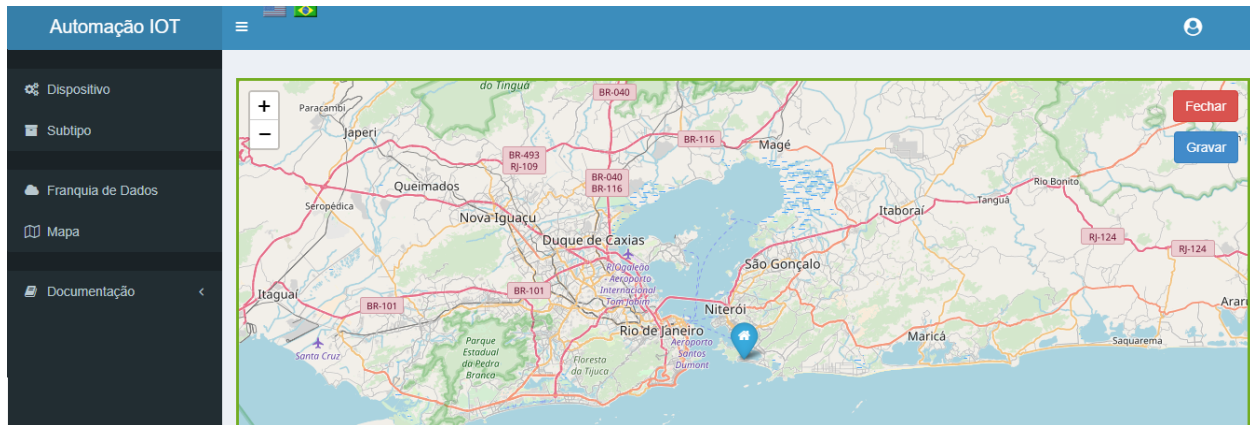 Automação IOT
Dispositivo
Subtipo
Franquia de Dados
Mapa
Documentação
+
−
Fechar
Gravar
do Tinguá
BR-040
Paracambi
Japeri
BR-116
Magé
BR-493
RJ-109
BR-040
BR-116
Queimados
Rio Bonito
Seropédica
Tanguá
Nova Iguaçu
Itaboraí
Duque de Caxias
RJ-124
RJ-124
RIOgaleão
- Aeroporto
Internacional
Tom Jobim
São Gonçalo
Itaguaí
BR-101
BR-101
Arar
Niterói
Rio de Janeiro
Maricá
Saquarema
Santa Cruz
Parque
Estadual
da Pedra
Branca
Aeroporto
Santos
Dumont
Floresta
da Tijuca